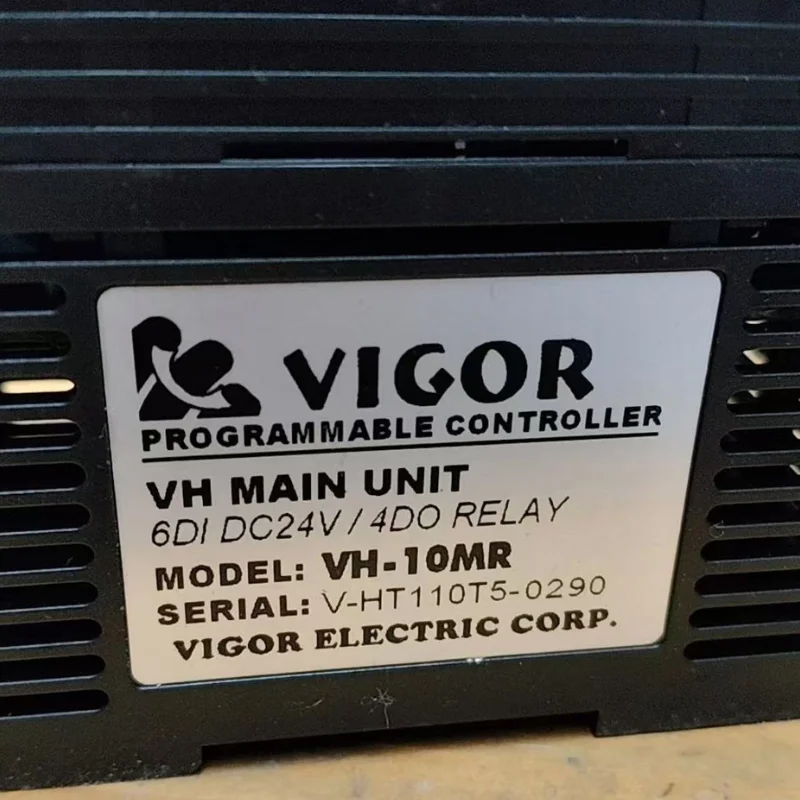 VIGOR
PROGRAMMABLE CONTROLLER
VH MAIN UNIT
6DI DC24V / 4DO RELAY
MODEL: VH-10MR
SERIAL: V-HT110T5-0290
VIGOR ELECTRIC CORP.